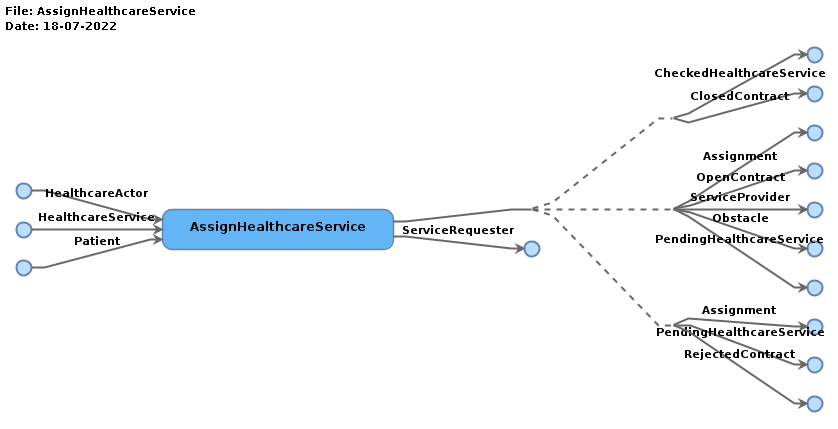 File: AssignHealthcareService
Date: 18-07-2022
HealthcareActor
HealthcareService
Patient
AssignHealthcareService
ServiceRequester
CheckedHealthcareService
ClosedContract
Assignment
OpenContract
ServiceProvider
Obstacle
PendingHealthcareService
Assignment
PendingHealthcareService
RejectedContract